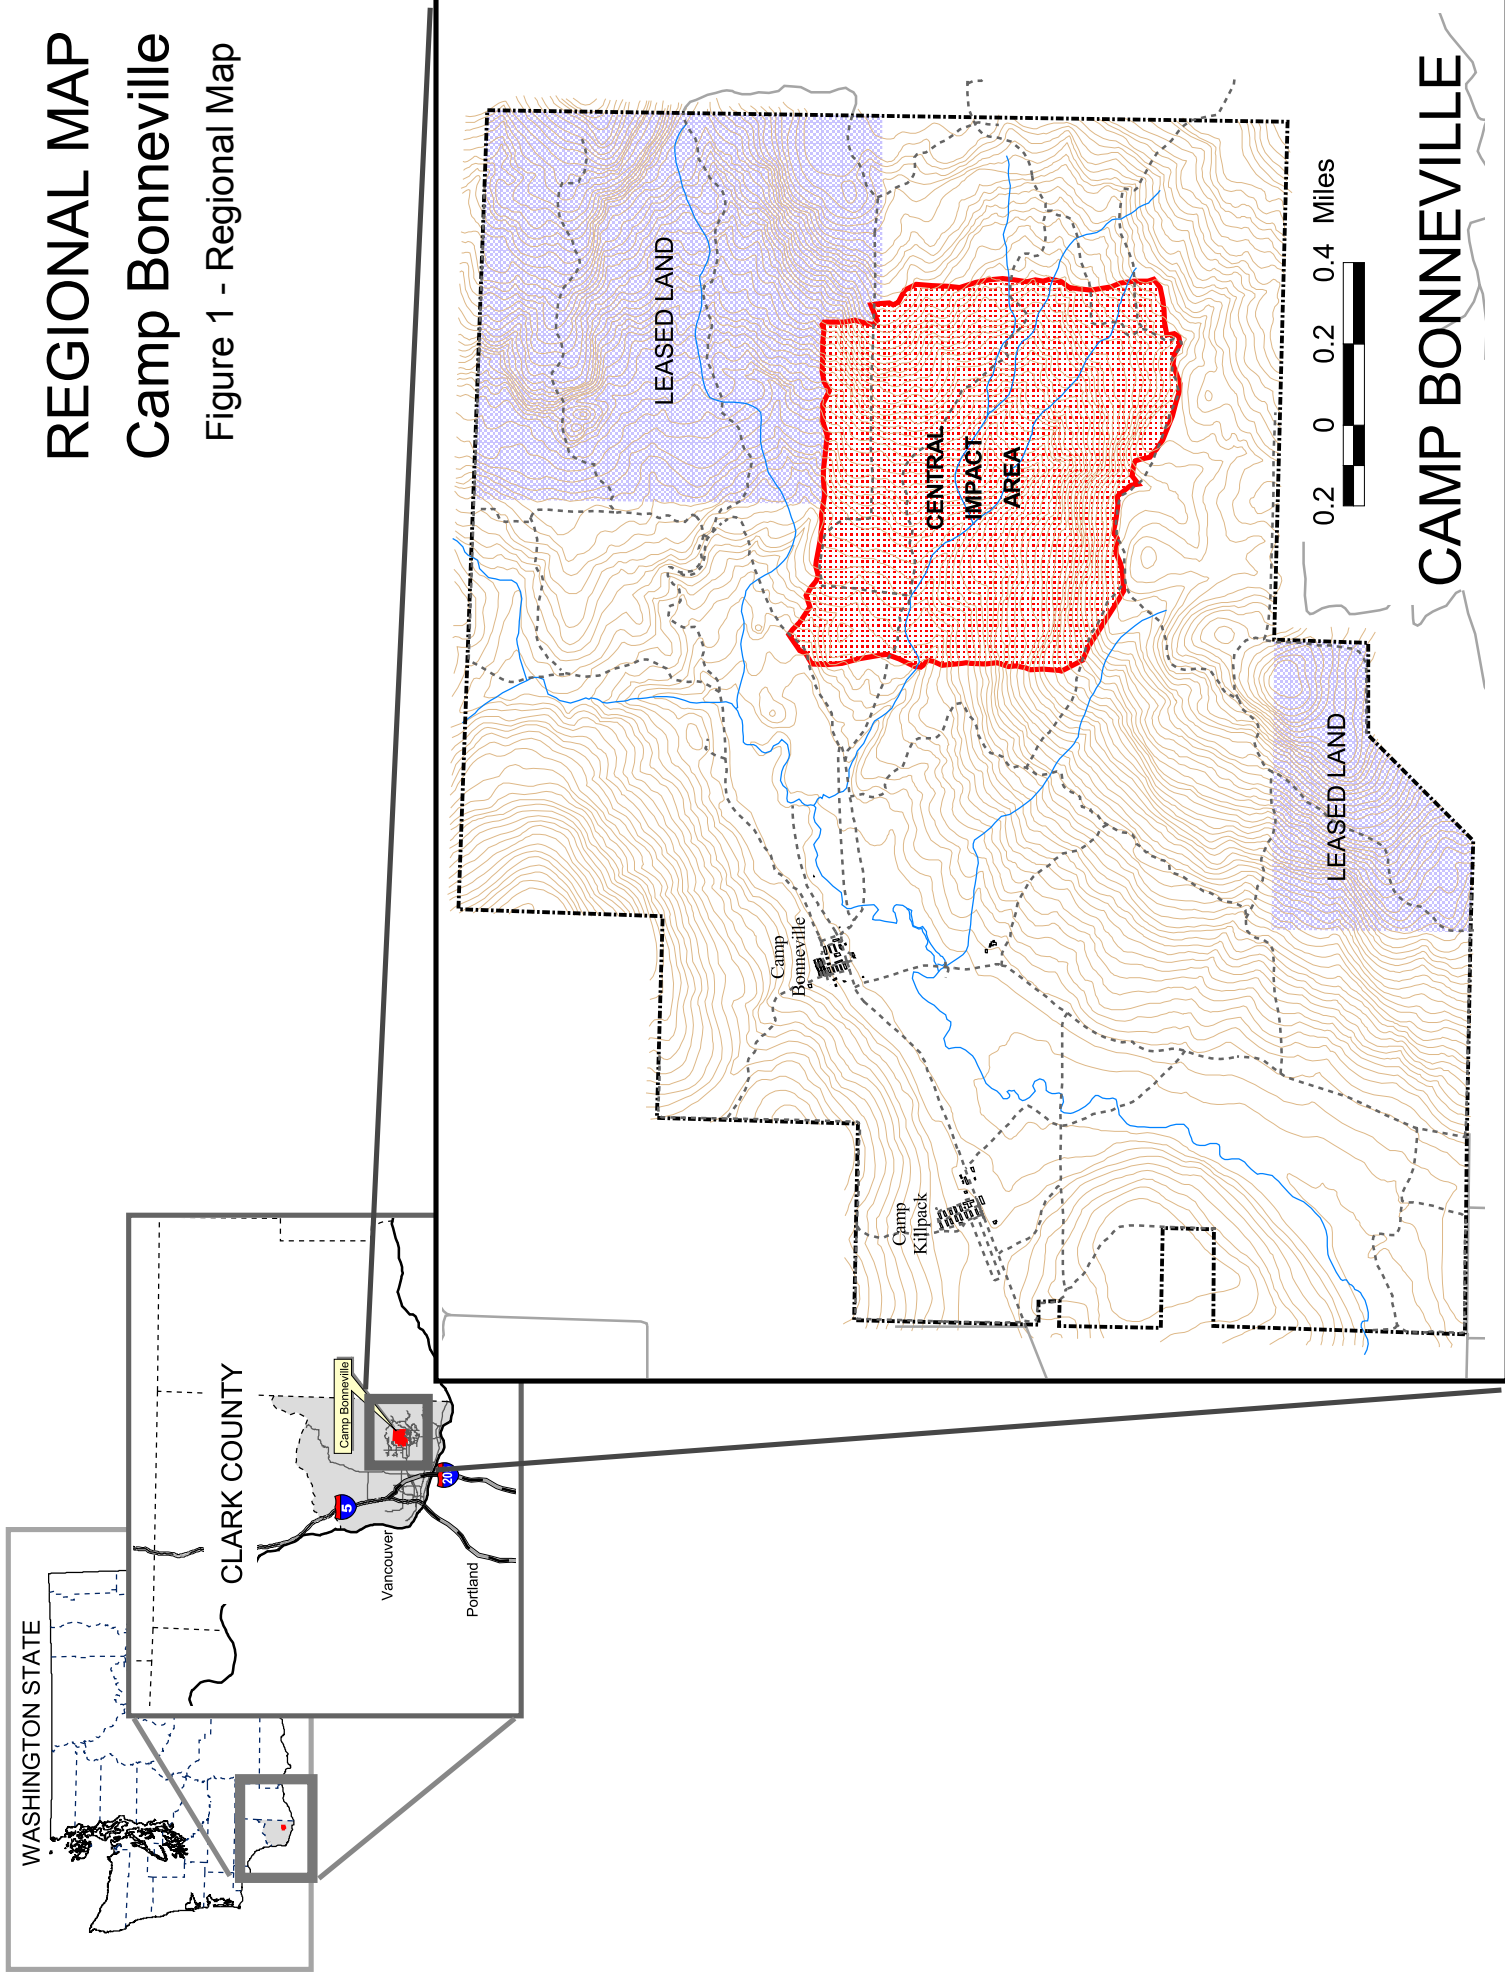 REGIONAL MAP
Camp Bonneville
Figure 1 - Regional Map
WASHINGTON STATE
CLARK COUNTY
Camp Bonneville
5
20
Vancouver
Portland
LEASED LAND
CENTRAL
IMPACT
AREA
Camp
Bonneville
Camp
Killpack
LEASED LAND
0.2 0 0.2 0.4 Miles
CAMP BONNEVILLE